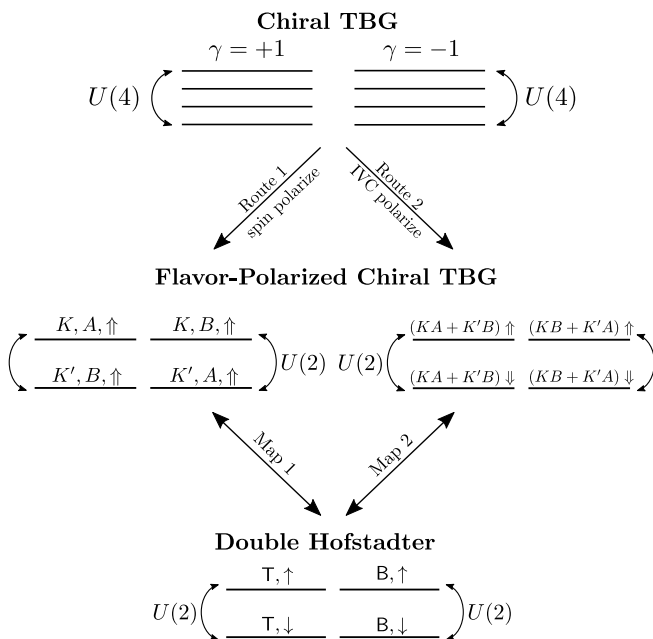 Chiral TBG
γ = +1 γ = −1
U(4) U(4)
Route 1
spin polarize
Route 2
IVC polarize
Flavor-Polarized Chiral TBG
K, A, ⇑ K, B, ⇑ (KA + K′B) ⇑ (KB + K′A) ⇑
U(2) U(2)
K′, B, ⇑ K′, A, ⇑ (KA + K′B) ⇓ (KB + K′A) ⇓
Map 1
Map 2
Double Hofstadter
T, ↑ B, ↑
U(2) U(2)
T, ↓ B, ↓